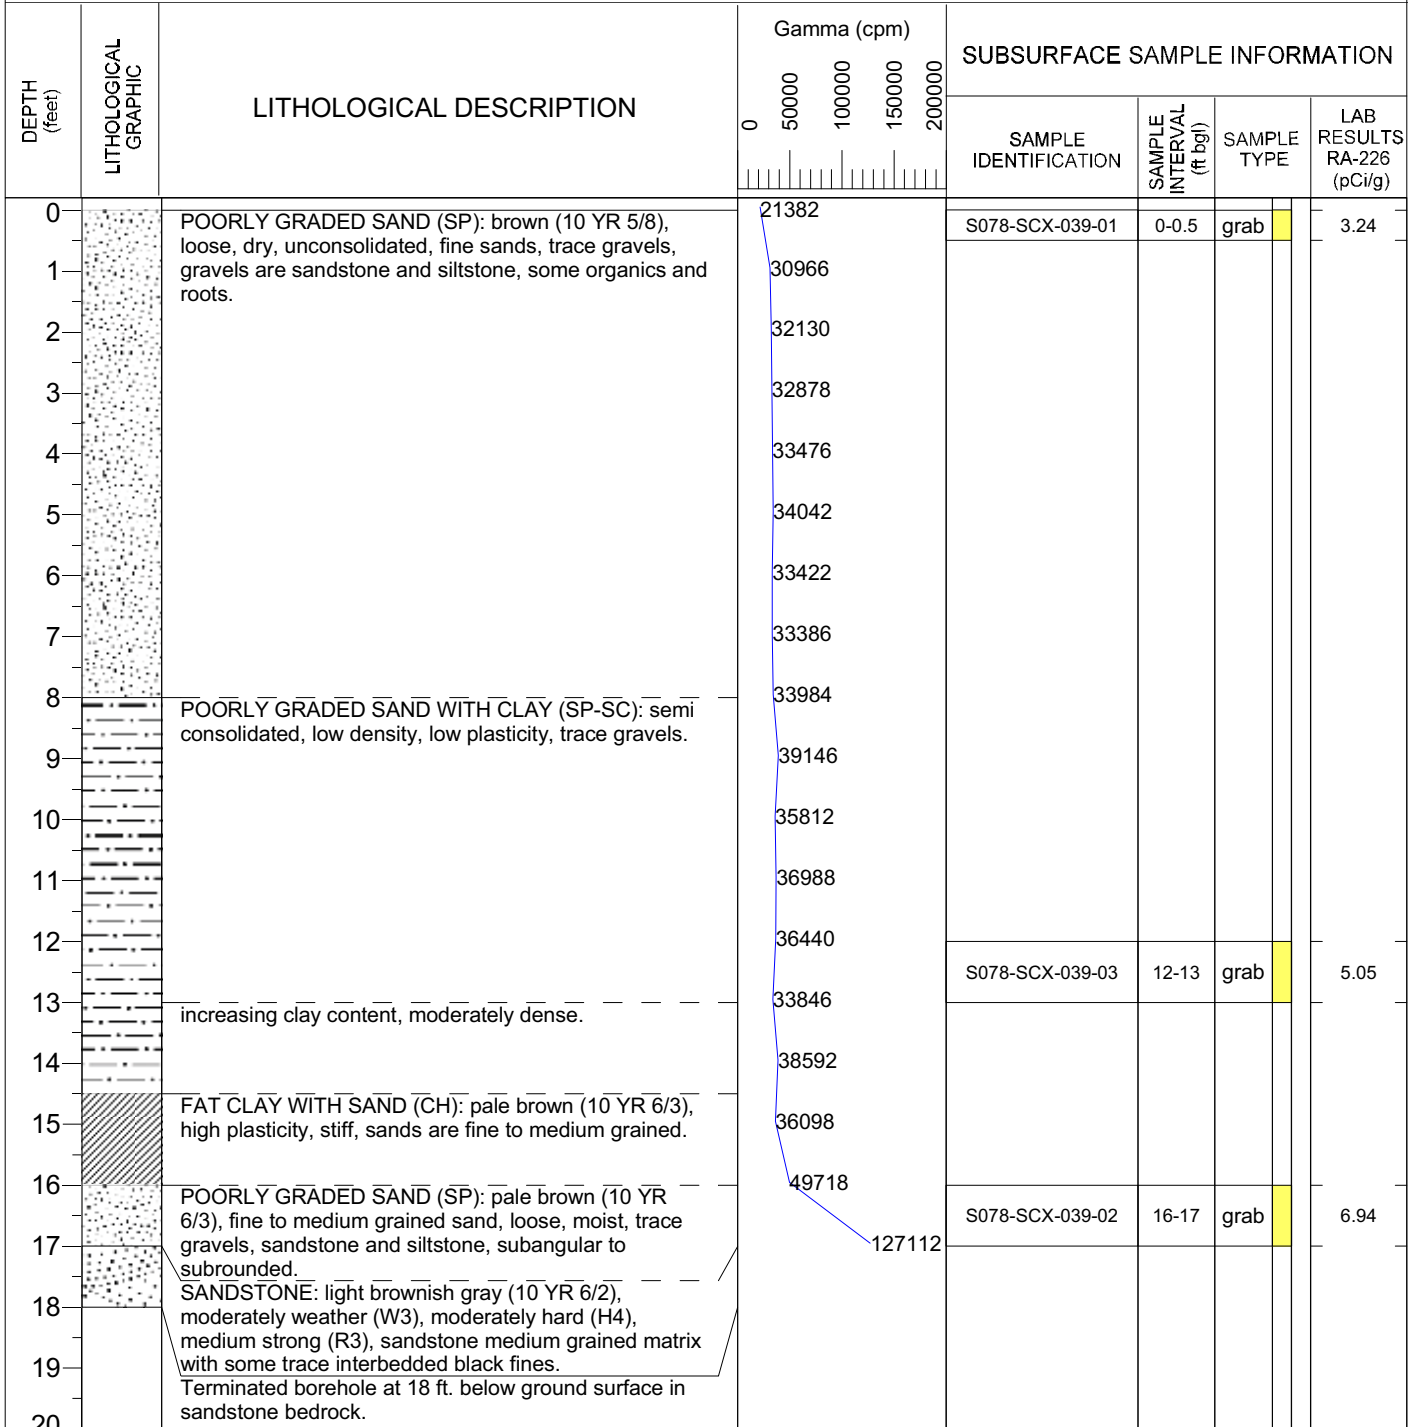 DEPTH
(feet)
LITHOLOGICAL
GRAPHIC
LITHOLOGICAL DESCRIPTION
Gamma (cpm)
0
50000
100000
150000
200000
SUBSURFACE SAMPLE INFORMATION
SAMPLE
IDENTIFICATION
SAMPLE
INTERVAL
(ft bgl)
SAMPLE
TYPE
LAB
RESULTS
RA-226
(pCi/g)
0
POORLY GRADED SAND (SP): brown (10 YR 5/8),
loose, dry, unconsolidated, fine sands, trace gravels,
gravels are sandstone and siltstone, some organics and
roots.
21382
S078-SCX-039-01 0-0.5 grab 3.24
1 30966
2 32130
3 32878
4 33476
5 34042
6 33422
7 33386
8 33984
POORLY GRADED SAND WITH CLAY (SP-SC): semi
consolidated, low density, low plasticity, trace gravels.
9 39146
10 35812
11 36988
12 36440
S078-SCX-039-03 12-13 grab 5.05
13 33846
increasing clay content, moderately dense.
14 38592
FAT CLAY WITH SAND (CH): pale brown (10 YR 6/3),
high plasticity, stiff, sands are fine to medium grained.
15 36098
16 49718
POORLY GRADED SAND (SP): pale brown (10 YR
6/3), fine to medium grained sand, loose, moist, trace
gravels, sandstone and siltstone, subangular to
subrounded.
S078-SCX-039-02 16-17 grab 6.94
17 127112
SANDSTONE: light brownish gray (10 YR 6/2),
moderately weather (W3), moderately hard (H4),
medium strong (R3), sandstone medium grained matrix
with some trace interbedded black fines.
18
19
Terminated borehole at 18 ft. below ground surface in
sandstone bedrock.
20